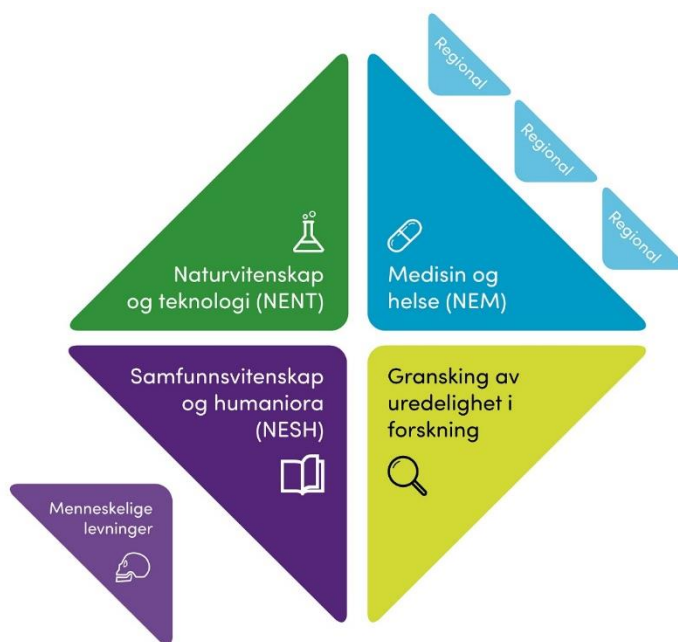 Regional
Regional
Regional
Naturvitenskap
og teknologi (NENT)
Medisin og
helse (NEM)
Samfunnsvitenskap
og humaniora
(NESH)
Gransking av
uredelighet i
forskning
Menneskelige
levninger